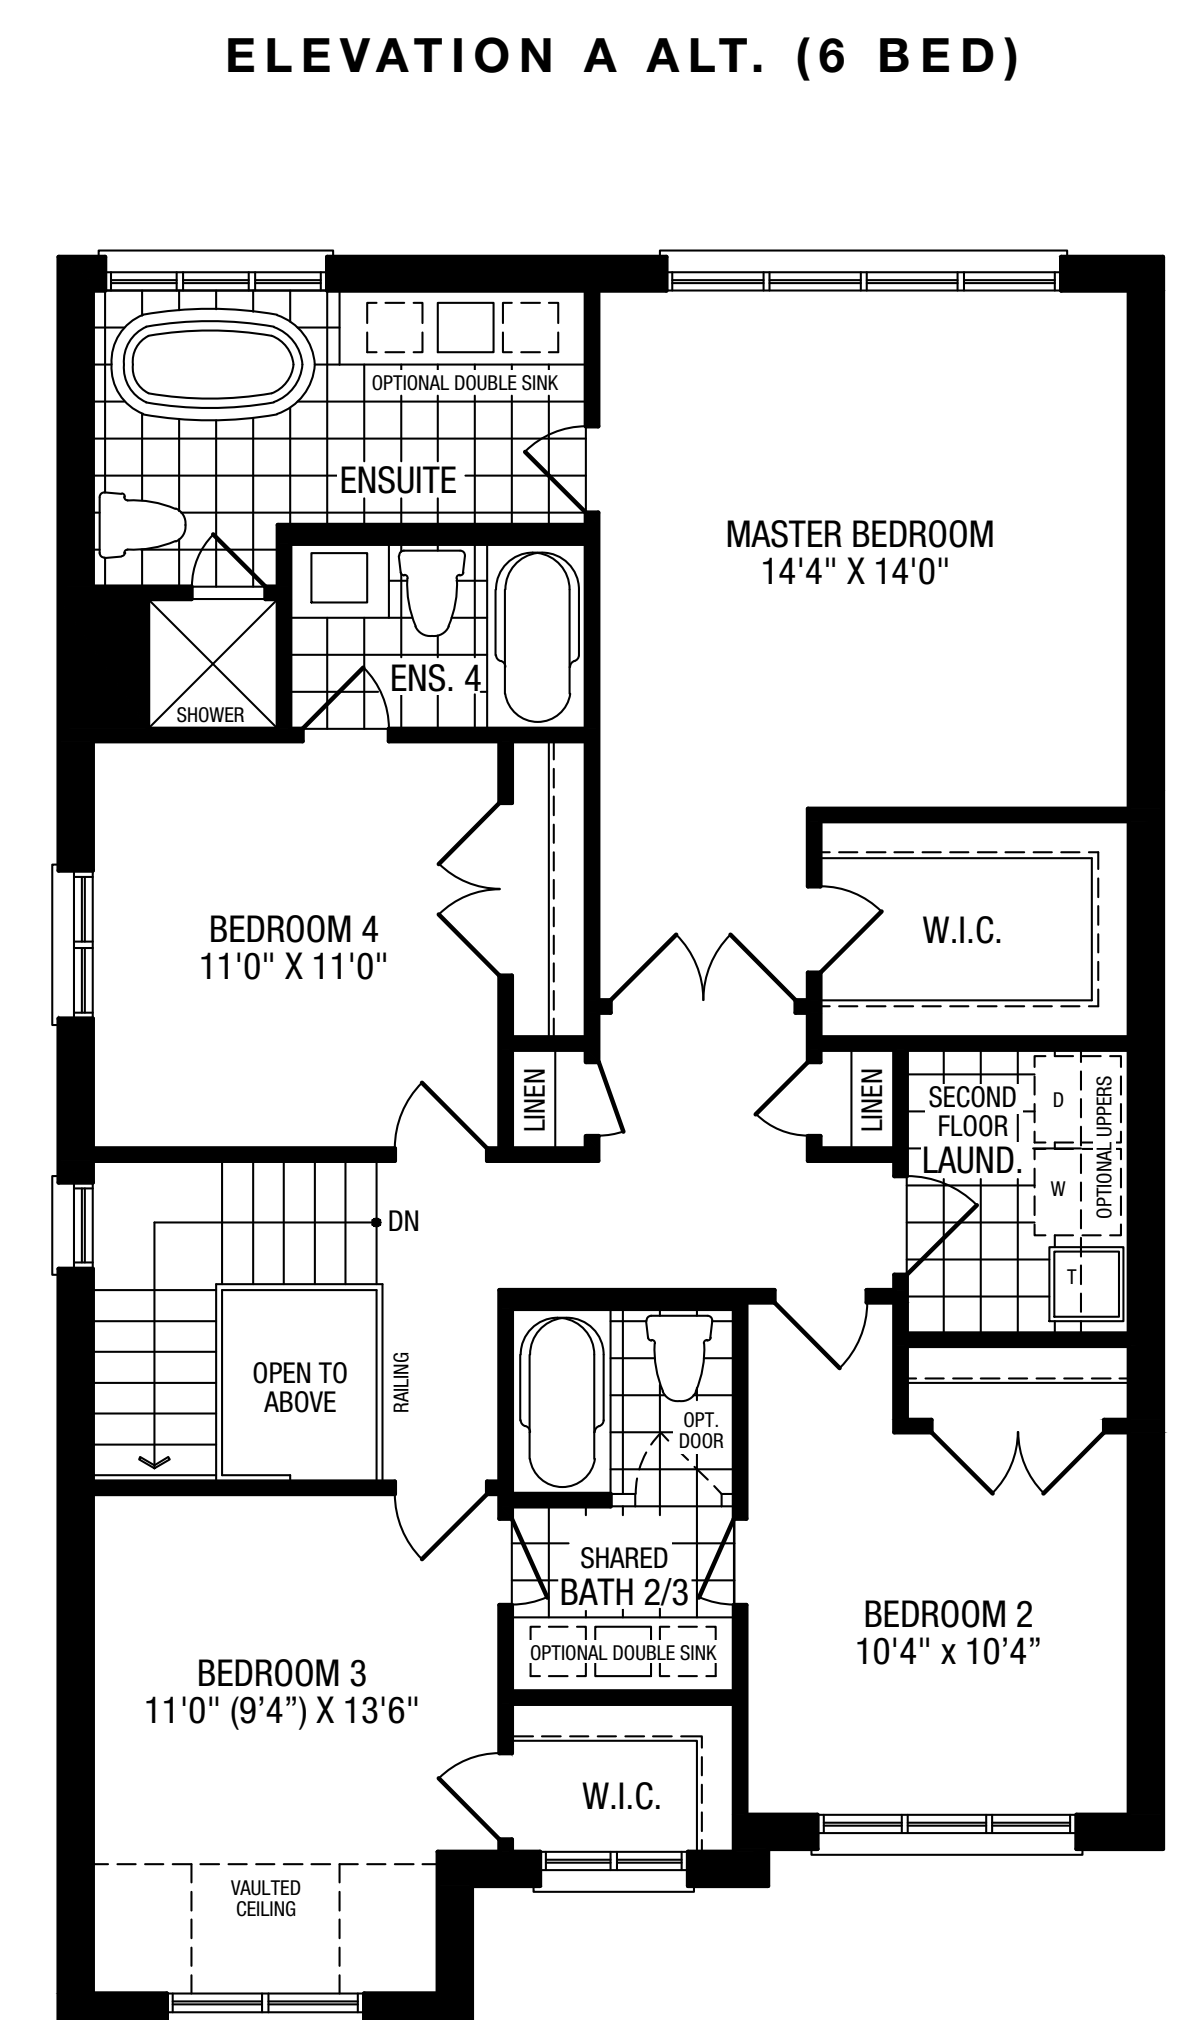 ELEVATION A ALT. (6 BED)
OPTIONAL DOUBLE SINK
ENSUITE
MASTER BEDROOM
14'4" X 14'0"
ENS. 4
SHOWER
BEDROOM 4
11'0" X 11'0"
W.I.C.
LINEN
LINEN
SECOND
FLOOR
LAUND.
D
W
OPTIONAL UPPERS
T
DN
OPEN TO
ABOVE
RAILING
OPT.
DOOR
SHARED
BATH 2/3
OPTIONAL DOUBLE SINK
BEDROOM 2
10'4" x 10’4”
BEDROOM 3
11'0" (9’4”) X 13'6"
W.I.C.
VAULTED
CEILING